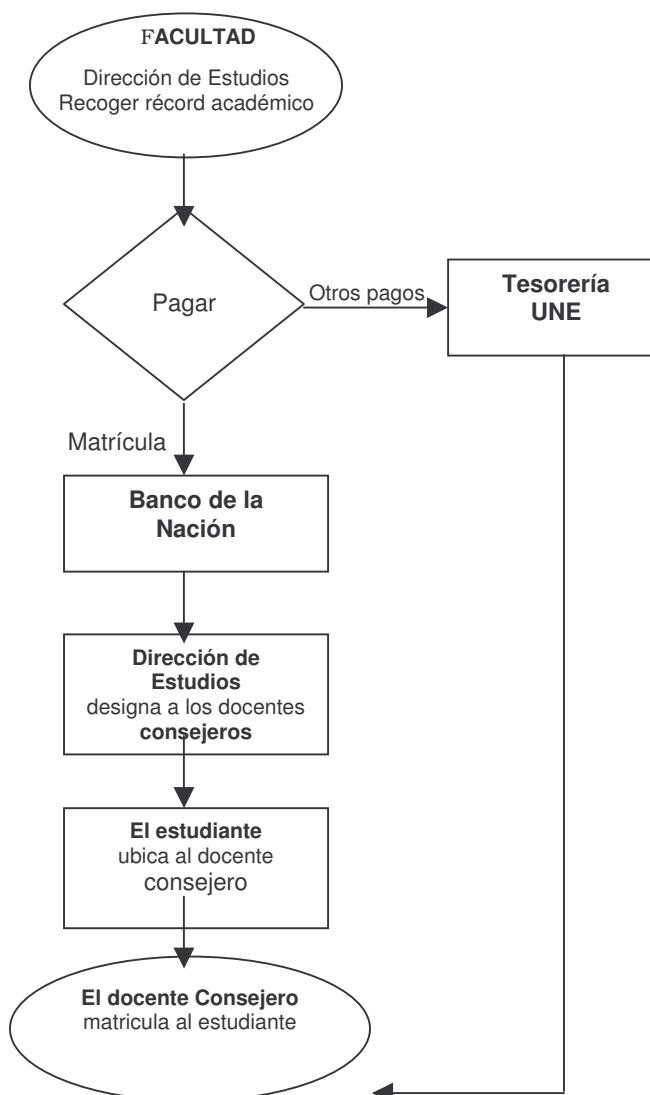 FACULTAD
Dirección de Estudios
Recoger récord académico
Pagar
Otros pagos
Tesorería
UNE
Matrícula
Banco de la
Nación
Dirección de
Estudios
designa a los docentes
consejeros
El estudiante
ubica al docente
consejero
El docente Consejero
matricula al estudiante